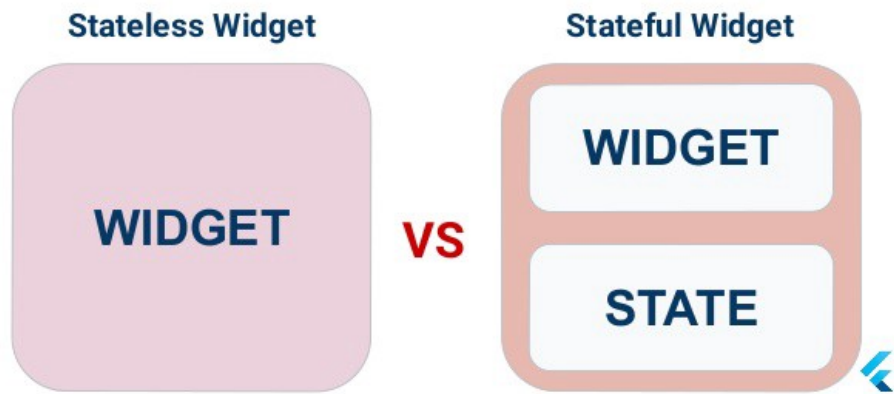 Stateless Widget
Stateful Widget
WIDGET
VS
WIDGET
STATE